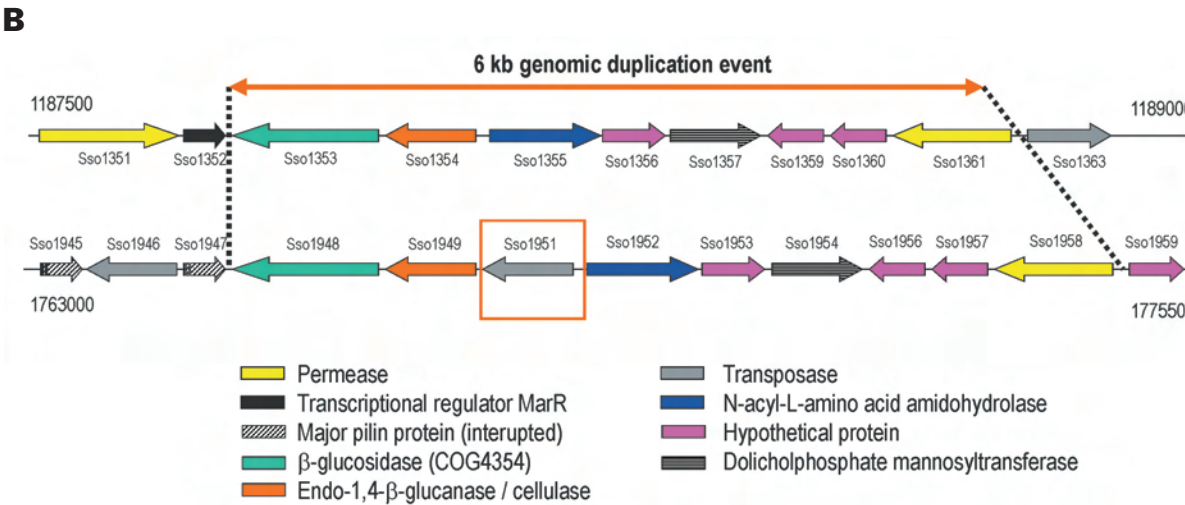 B
6 kb genomic duplication event
1187500
1189000
Sso1351 Sso1352 Sso1353 Sso1354 Sso1355 Sso1356 Sso1357 Sso1359 Sso1360 Sso1361 Sso1363
Sso1945 Sso1946 Sso1947 Sso1948 Sso1949 Sso1951 Sso1952 Sso1953 Sso1954 Sso1956 Sso1957 Sso1958 Sso1959
1763000
177550
Permease
Transcriptional regulator MarR
Major pilin protein (interupted)
β-glucosidase (COG4354)
Endo-1,4-β-glucanase / cellulase
Transposase
N-acyl-L-amino acid amidohydrolase
Hypothetical protein
Dolicholphosphate mannosyltransferase